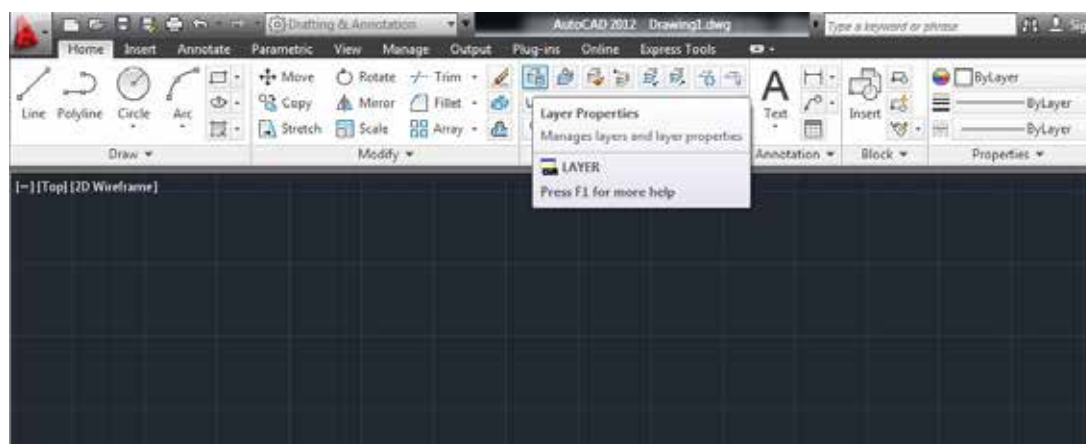 Drafting & Annotation AutoCAD 2012 Drawing1.dwg Type a keyword or phrase
Home Insert Annotate Parametric View Manage Output Plug-ins Online Express Tools
Line Polyline Circle Arc
Move Rotate Trim
Copy Mirror Fillet
Stretch Scale Array
Text
Insert
ByLayer
ByLayer
ByLayer
Draw Modify Annotation Block Properties
Layer Properties
Manages layers and layer properties
LAYER
Press F1 for more help
[−] [Top] [2D Wireframe]